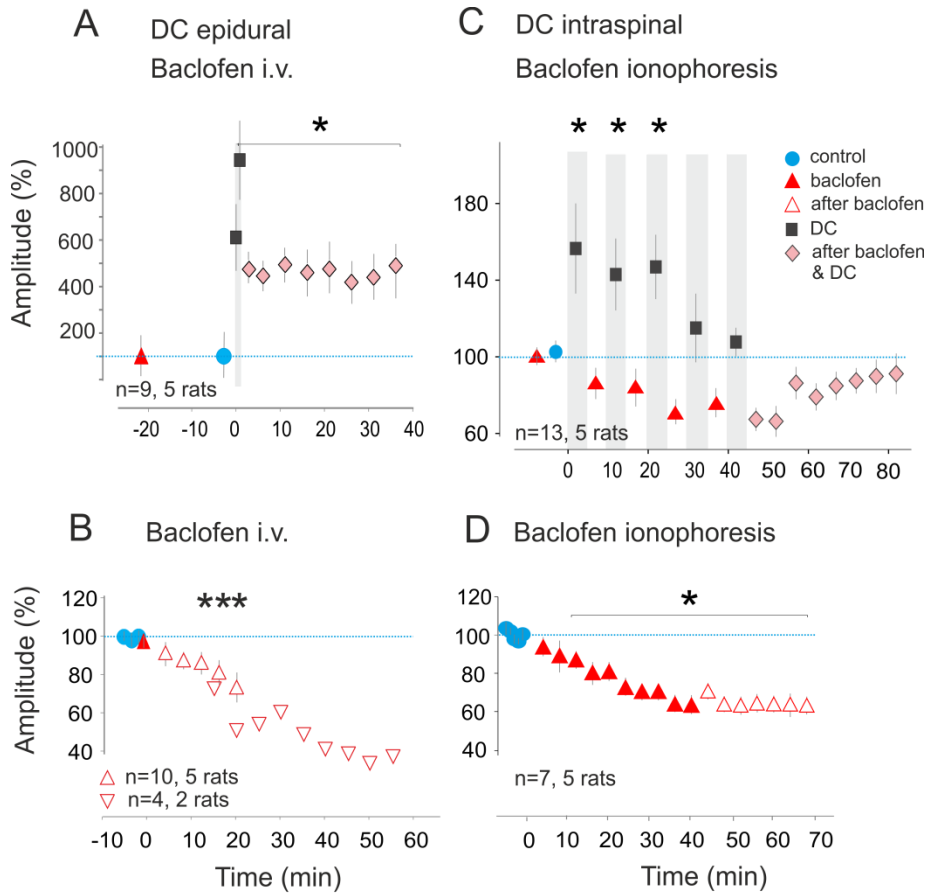 A DC epidural
Baclofen i.v.
*
Amplitude (%)
1000
800
600
400
200
n=9, 5 rats
-20 -10 0 10 20 30 40
C DC intraspinal
Baclofen ionophoresis
* * *
control
baclofen
after baclofen
DC
after baclofen
& DC
180
140
100
60
n=13, 5 rats
0 10 20 30 40 50 60 70 80
B Baclofen i.v.
***
Amplitude (%)
120
100
80
60
40
n=10, 5 rats
n=4, 2 rats
-10 0 10 20 30 40 50 60
Time (min)
D Baclofen ionophoresis
*
120
100
80
60
40
n=7, 5 rats
0 10 20 30 40 50 60 70
Time (min)